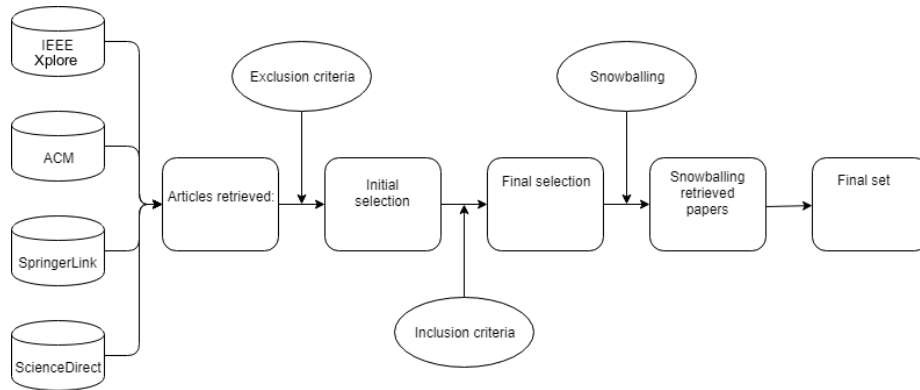 IEEE
Xplore
ACM
SpringerLink
ScienceDirect
Articles retrieved:
Exclusion criteria
Initial
selection
Inclusion criteria
Final selection
Snowballing
Snowballing
retrieved
papers
Final set